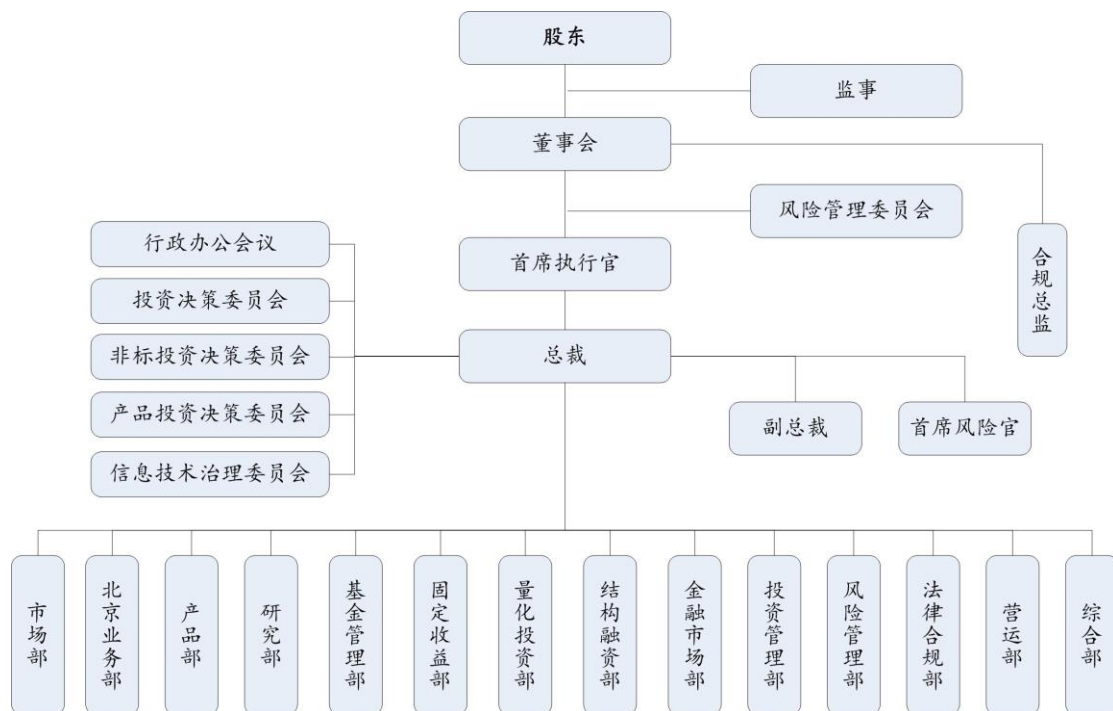 股东
监事
董事会
风险管理委员会
行政办公会议
首席执行官
合规总监
投资决策委员会
非标投资决策委员会
总裁
产品投资决策委员会
副总裁
首席风险官
信息技术治理委员会
市场部
北京业务部
产品部
研究部
基金管理部
固定收益部
量化投资部
结构融资部
金融市场部
投资管理部
风险管理部
法律合规部
营运部
综合部